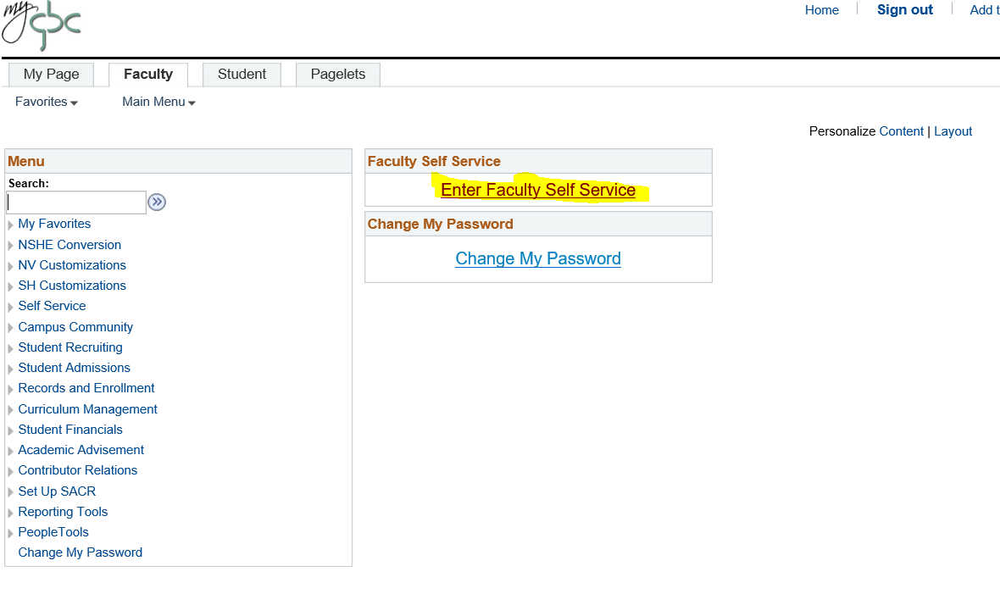 my gbc
Home Sign out Add t
My Page Faculty Student Pagelets
Favorites Main Menu
Personalize Content | Layout
Menu
Search:
My Favorites
NSHE Conversion
NV Customizations
SH Customizations
Self Service
Campus Community
Student Recruiting
Student Admissions
Records and Enrollment
Curriculum Management
Student Financials
Academic Advisement
Contributor Relations
Set Up SACR
Reporting Tools
PeopleTools
Change My Password
Faculty Self Service
Enter Faculty Self Service
Change My Password
Change My Password